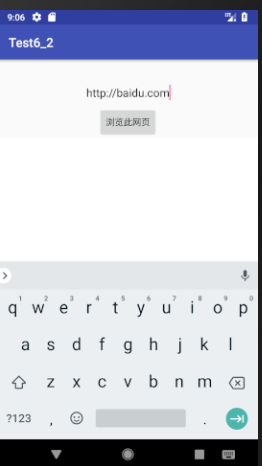 9:06
Test6_2
http://baidu.com
浏览此网页
1 2 3 4 5 6 7 8 9 0
q w e r t y u i o p
a s d f g h j k l
z x c v b n m
?123 , .